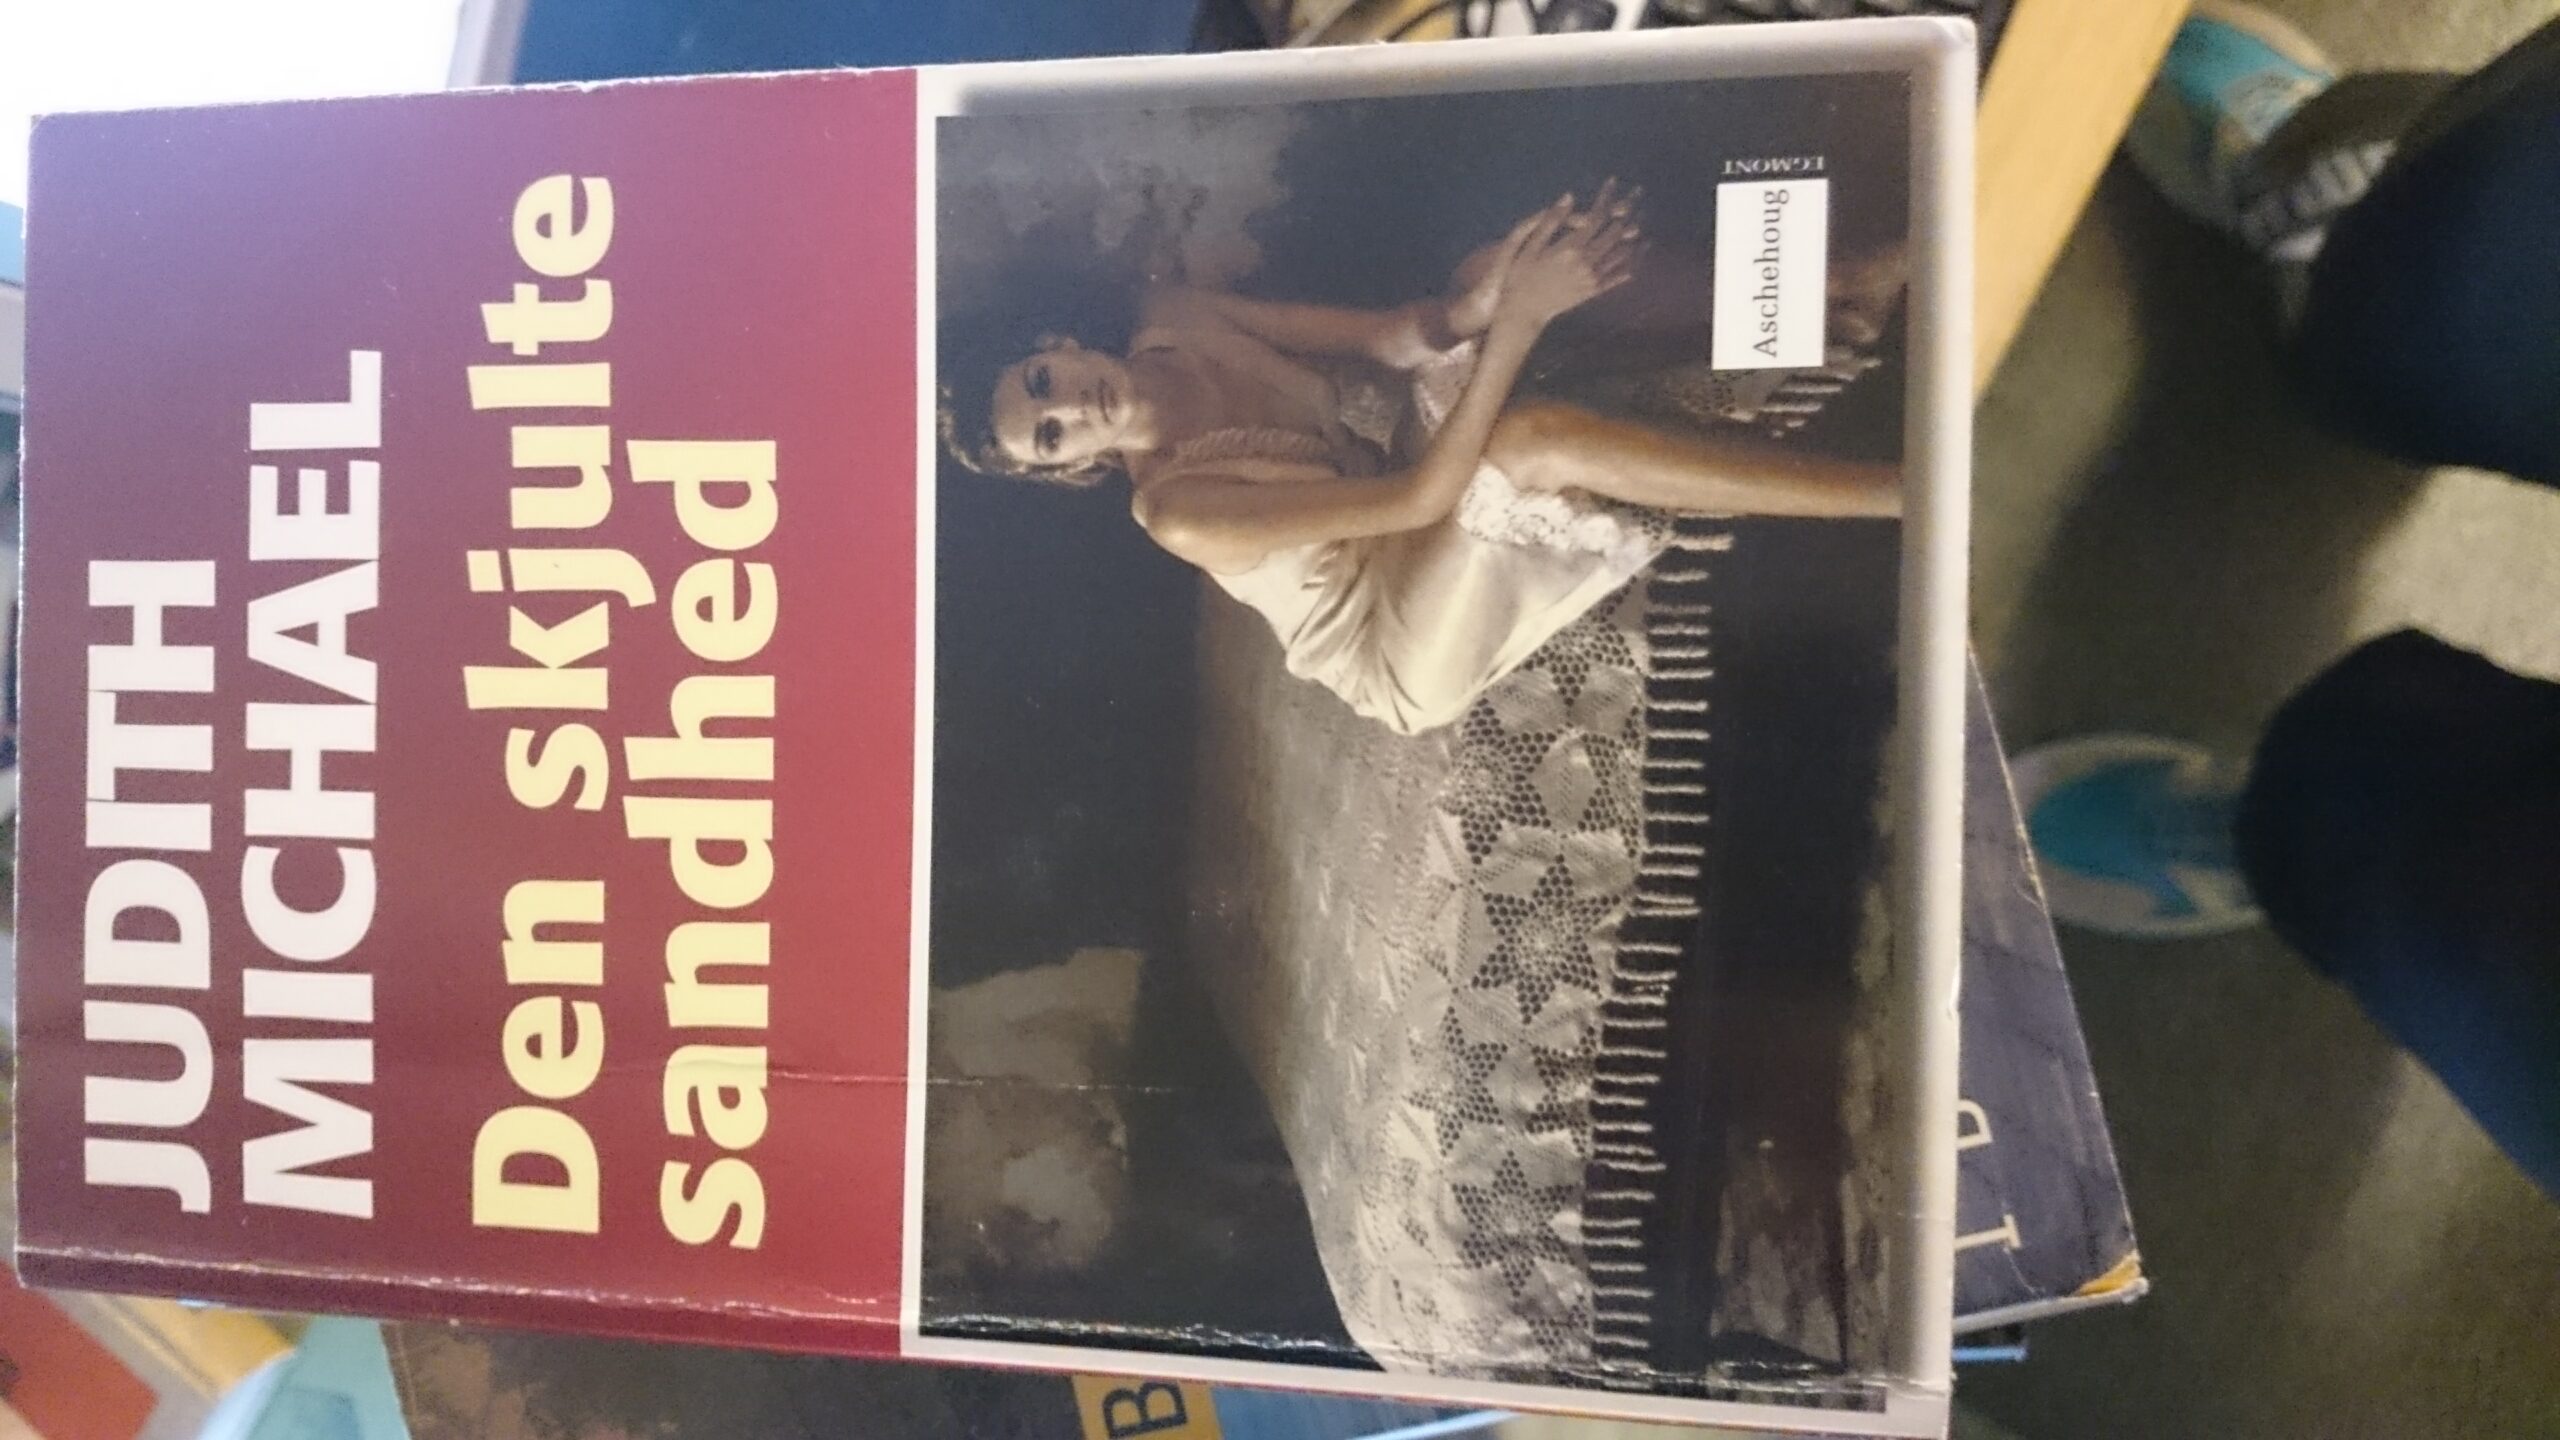 JUDITH
MICHAEL
Den skjulte
sandhed
Aschehoug
EGMONT
B